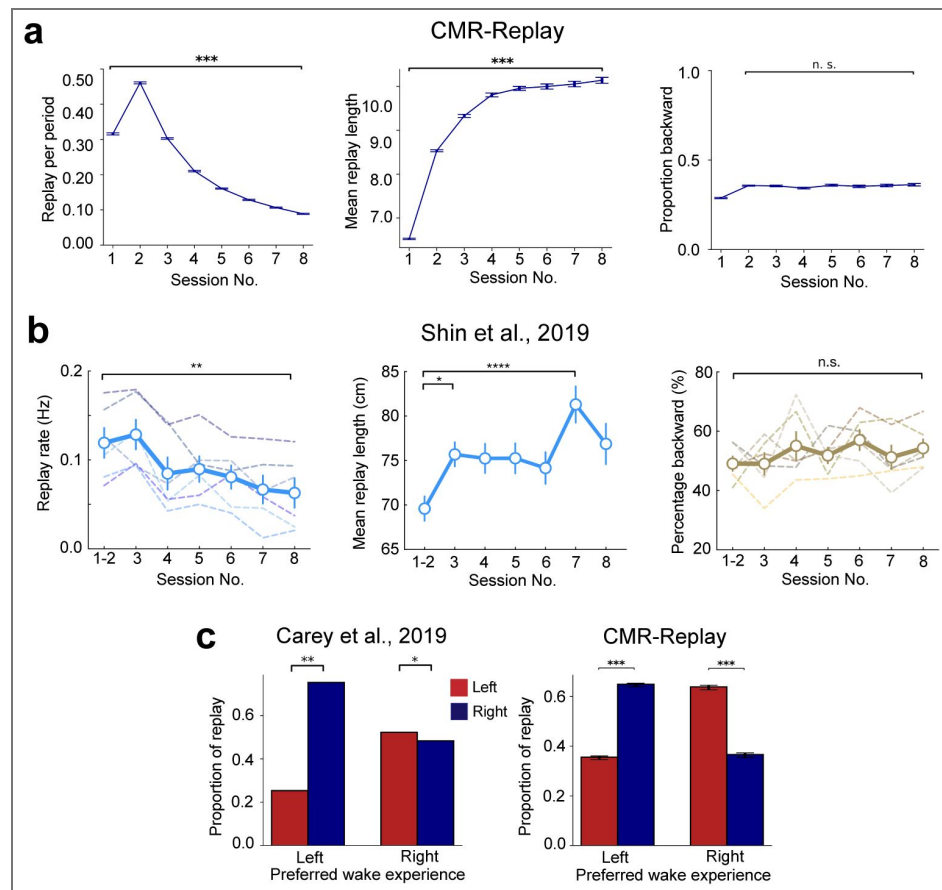 a
CMR-Replay
***
Replay per period
0.50
0.40
0.30
0.20
0.10
0.00
1 2 3 4 5 6 7 8
Session No.
***
Mean replay length
10.0
9.0
8.0
7.0
1 2 3 4 5 6 7 8
Session No.
n. s.
Proportion backward
1.0
0.5
0.0
1 2 3 4 5 6 7 8
Session No.
b
Shin et al., 2019
**
Replay rate (Hz)
0.2
0.1
0.0
1-2 3 4 5 6 7 8
Session No.
****
*
Mean replay length (cm)
85
80
75
70
65
1-2 3 4 5 6 7 8
Session No.
n.s.
Percentage backward (%)
80
60
40
20
1-2 3 4 5 6 7 8
Session No.
c
Carey et al., 2019
** *
Proportion of replay
0.6
0.4
0.2
0.0
Left Right
Preferred wake experience
Left
Right
CMR-Replay
*** ***
Proportion of replay
0.6
0.4
0.2
0.0
Left Right
Preferred wake experience